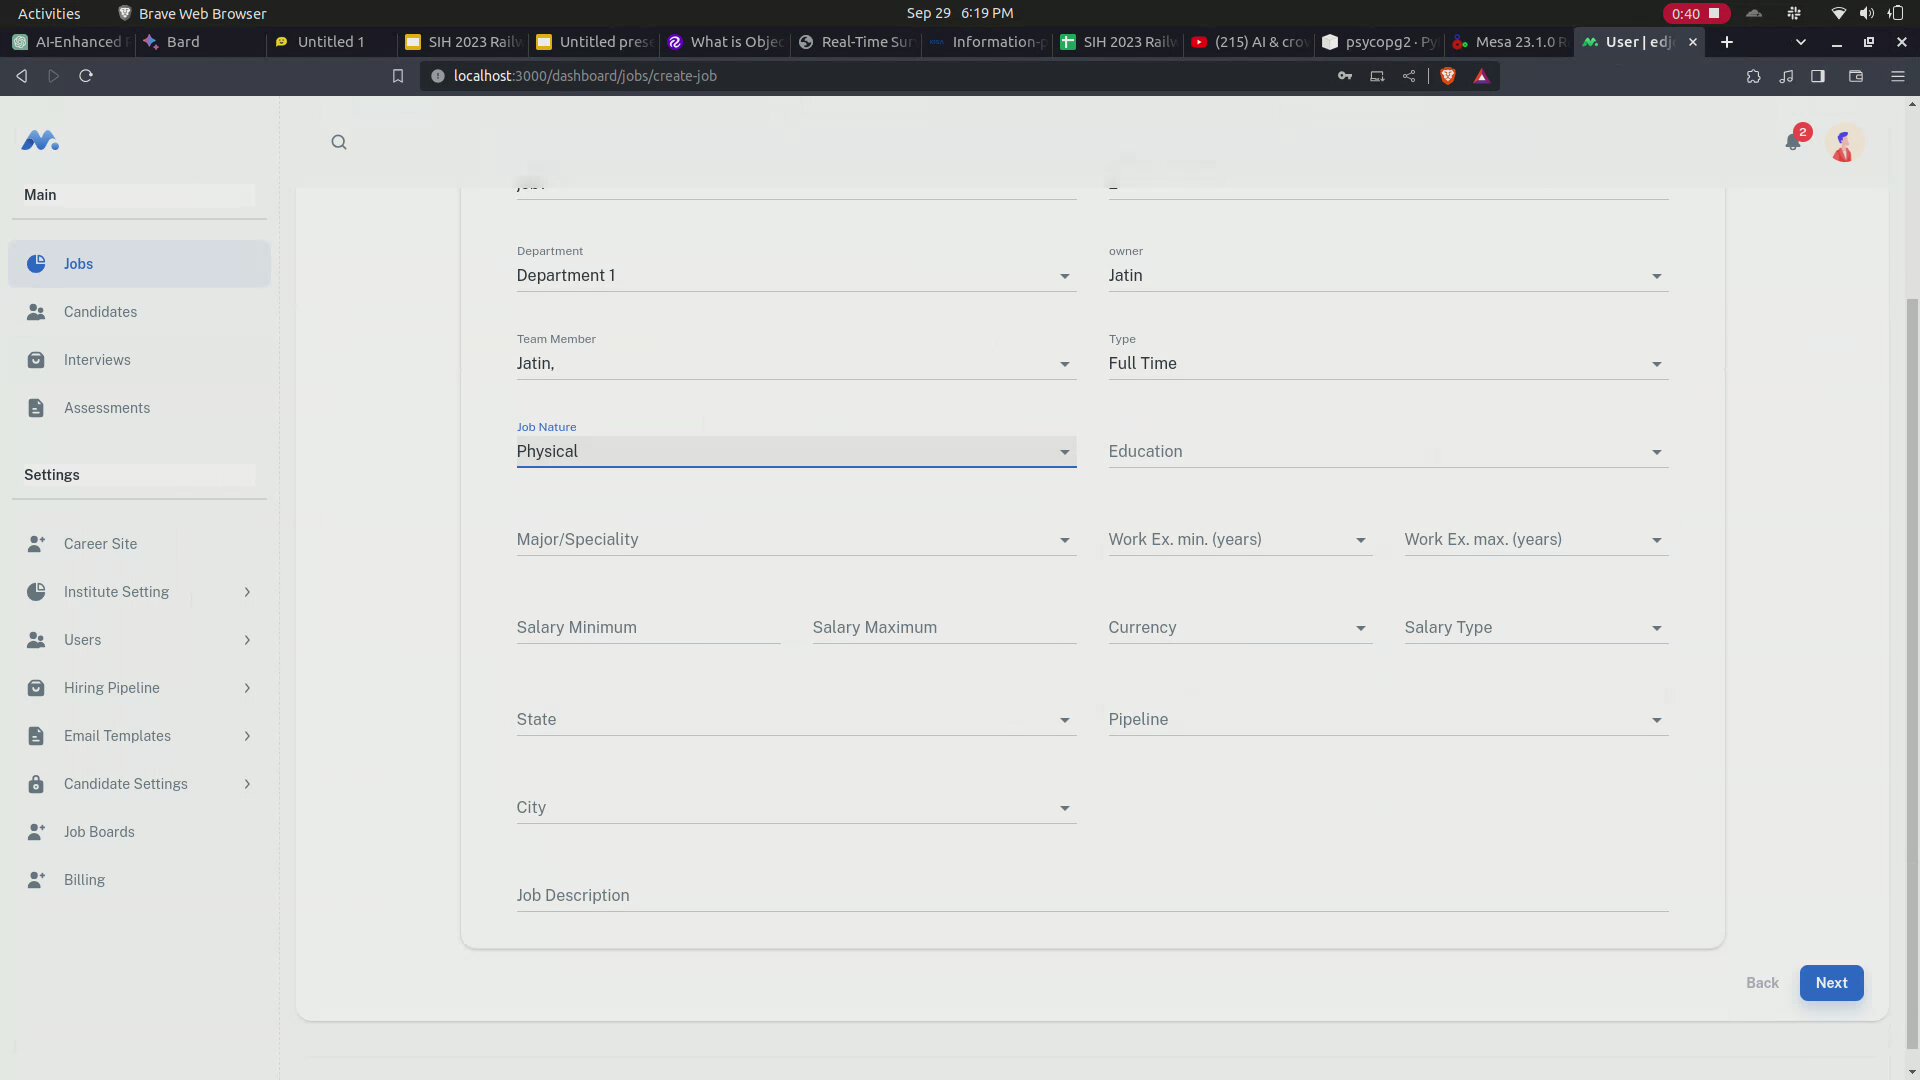 Activities Brave Web Browser Sep 29 6:19 PM 0:40
AI-Enhanced Bard Untitled 1 SIH 2023 Railw Untitled prese What is Objec Real-Time Sur Information-p SIH 2023 Railw (215) AI & crow psycopg2 · Py Mesa 23.1.0 R User | edj
localhost:3000/dashboard/jobs/create-job
2
Main
Jobs
Candidates
Interviews
Assessments
Settings
Career Site
Institute Setting
Users
Hiring Pipeline
Email Templates
Candidate Settings
Job Boards
Billing
Department
Department 1
owner
Jatin
Team Member
Jatin,
Type
Full Time
Job Nature
Physical
Education
Major/Speciality
Work Ex. min. (years)
Work Ex. max. (years)
Salary Minimum
Salary Maximum
Currency
Salary Type
State
Pipeline
City
Job Description
Back
Next